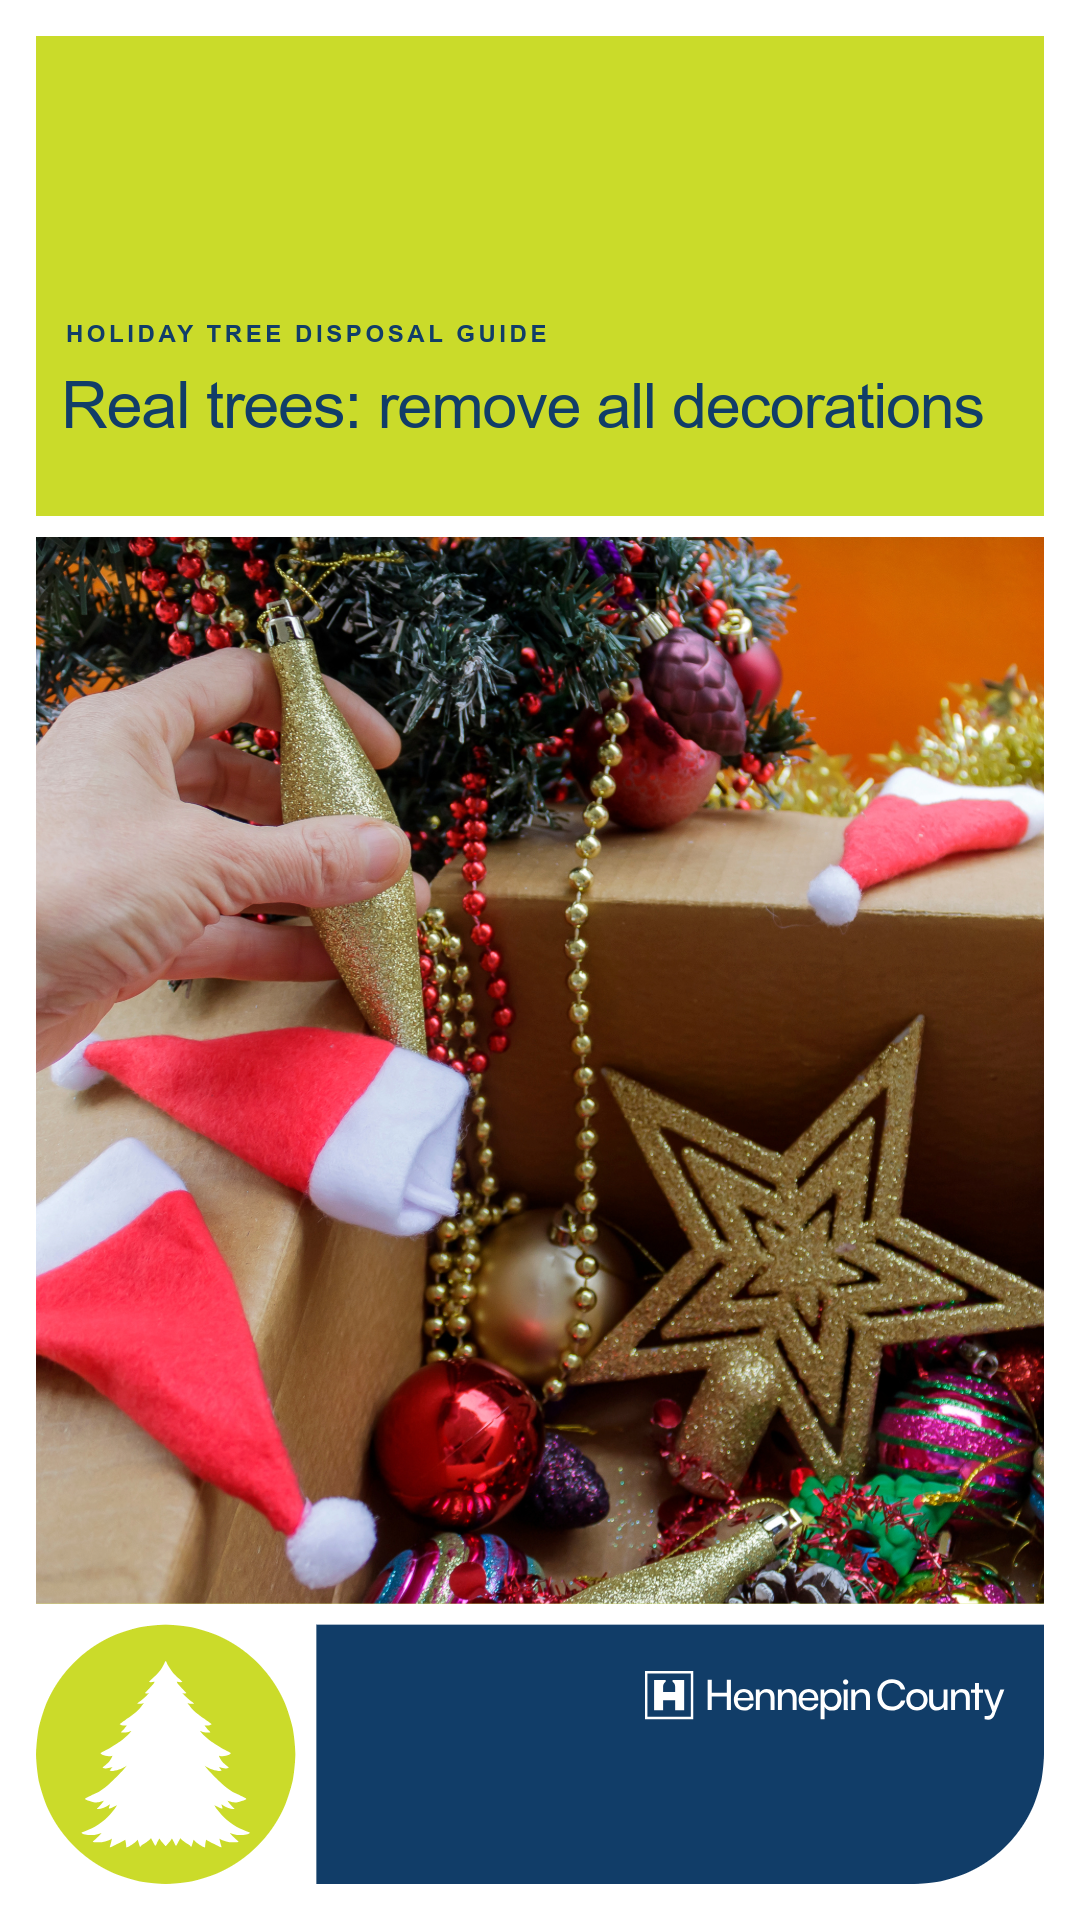 HOLIDAY TREE DISPOSAL GUIDE
Real trees: remove all decorations
Hennepin County